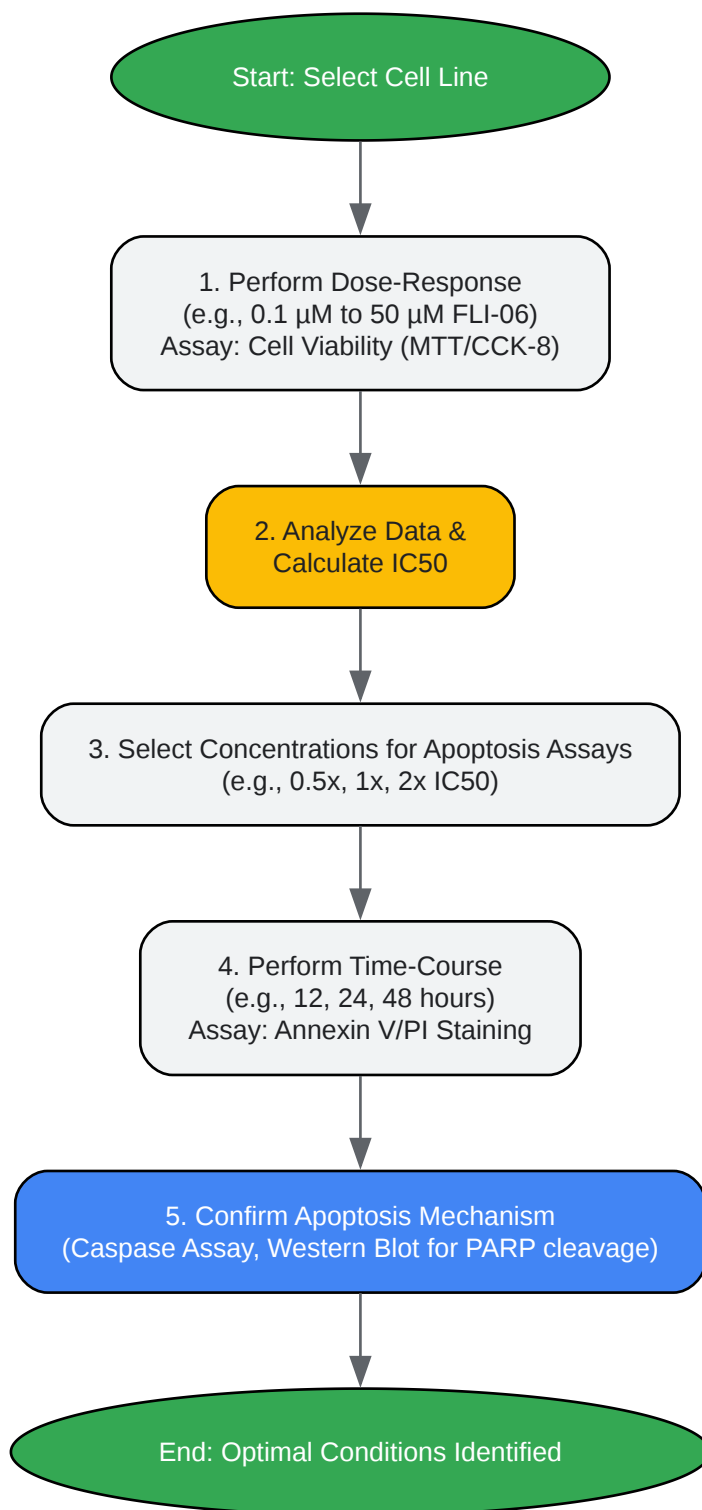 Start: Select Cell Line
1. Perform Dose-Response
(e.g., 0.1 µM to 50 µM FLI-06)
Assay: Cell Viability (MTT/CCK-8)
2. Analyze Data &
Calculate IC50
3. Select Concentrations for Apoptosis Assays
(e.g., 0.5x, 1x, 2x IC50)
4. Perform Time-Course
(e.g., 12, 24, 48 hours)
Assay: Annexin V/PI Staining
5. Confirm Apoptosis Mechanism
(Caspase Assay, Western Blot for PARP cleavage)
End: Optimal Conditions Identified